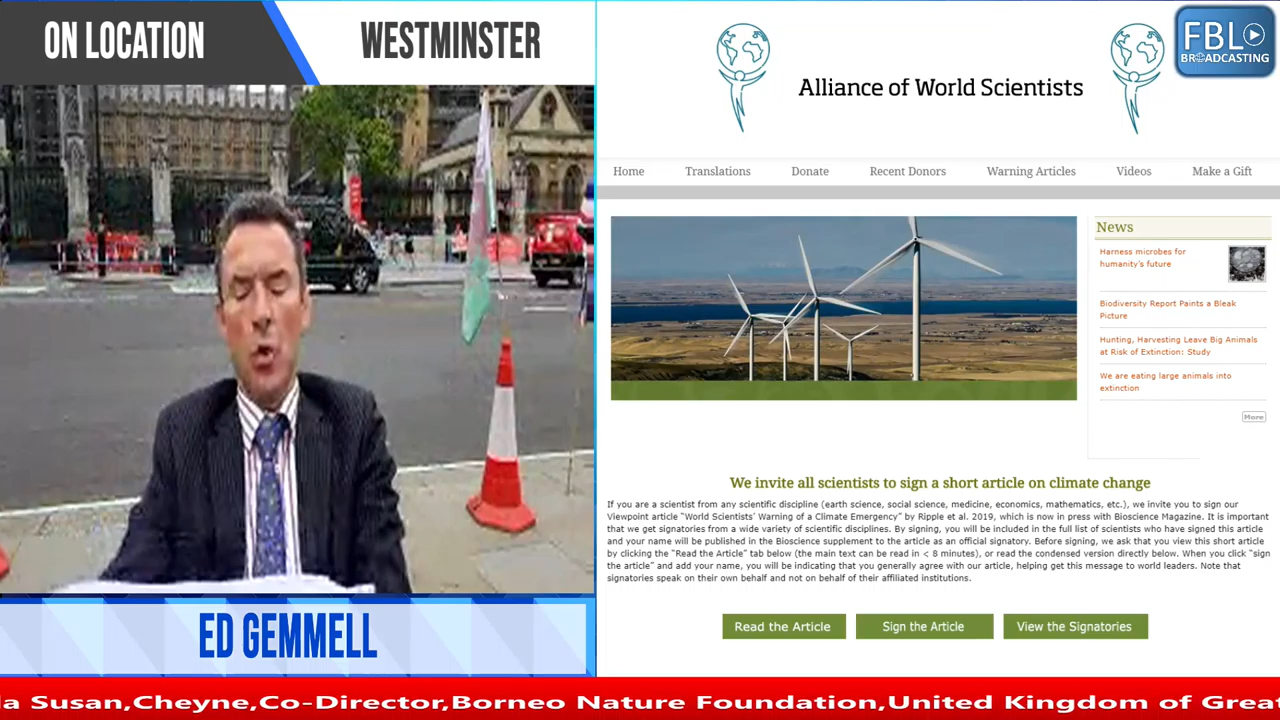 ON LOCATION
WESTMINSTER
ED GEMMELL
FBL
BROADCASTING
Alliance of World Scientists
Home
Translations
Donate
Recent Donors
Warning Articles
Videos
Make a Gift
News
Harness microbes for
humanity's future
Biodiversity Report Paints a Bleak
Picture
Hunting, Harvesting Leave Big Animals
at Risk of Extinction: Study
We are eating large animals into
extinction
More
We invite all scientists to sign a short article on climate change
If you are a scientist from any scientific discipline (earth science, social science, medicine, economics, mathematics, etc.), we invite you to sign our
Viewpoint article "World Scientists' Warning of a Climate Emergency" by Ripple et al. 2019, which is now in press with Bioscience Magazine. It is important
that we get signatories from a wide variety of scientific disciplines. By signing, you will be included in the full list of scientists who have signed this article
and your name will be published in the Bioscience supplement to the article as an official signatory. Before signing, we ask that you view this short article
by clicking the "Read the Article" tab below (the main text can be read in < 8 minutes), or read the condensed version directly below. When you click "sign
the article" and add your name, you will be indicating that you generally agree with our article, helping get this message to world leaders. Note that
signatories speak on their own behalf and not on behalf of their affiliated institutions.
Read the Article
Sign the Article
View the Signatories
la Susan,Cheyne,Co-Director,Borneo Nature Foundation,United Kingdom of Grea